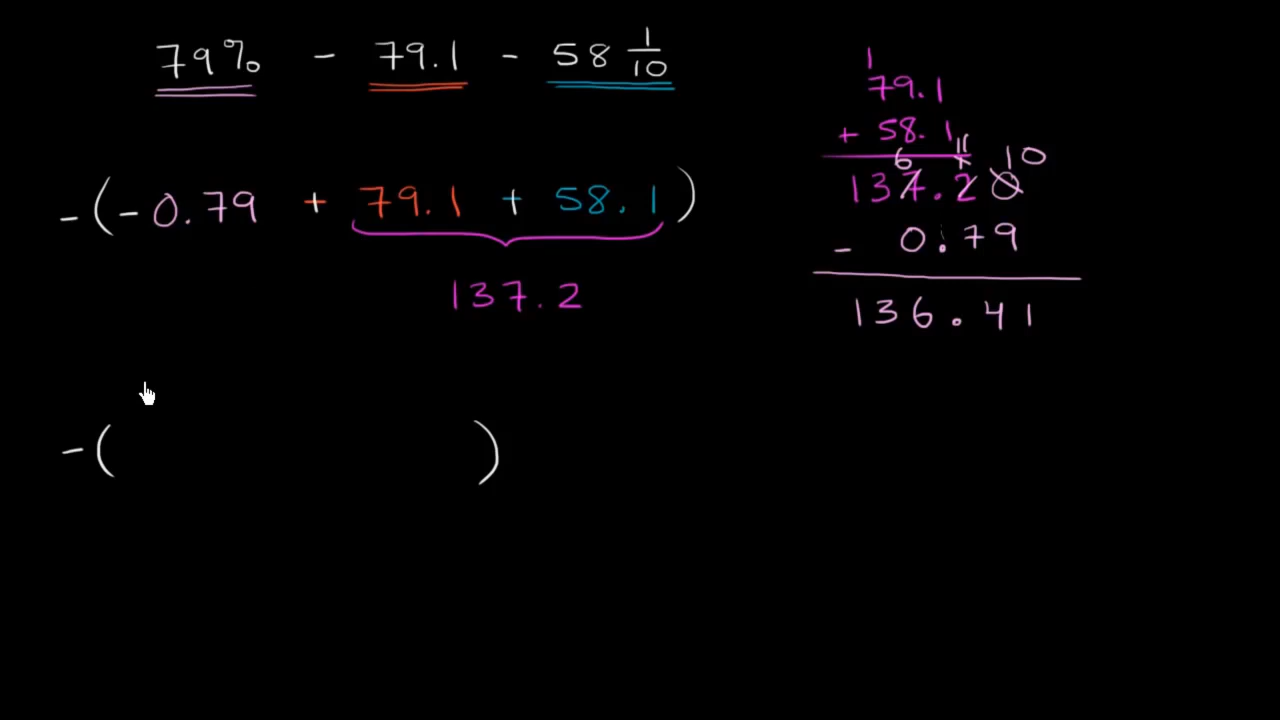 79% - 79.1 - 58 1/10
-(-0.79 + 79.1 + 58.1)
137.2
-( )
1
79.1
+ 58.1
6 11 10
137.20
- 0.79
136.41